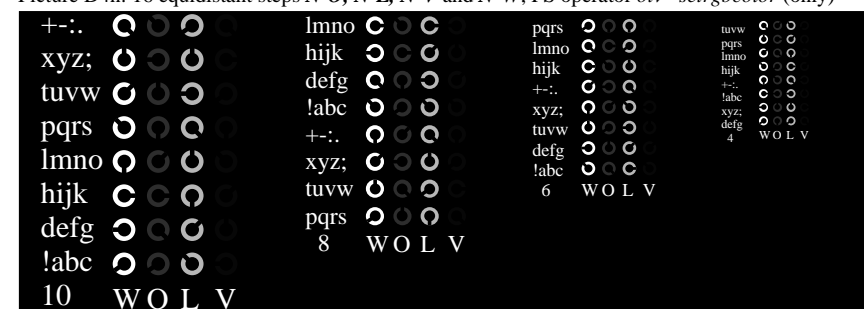 +-:.
xyz;
tuvw
pqrs
lmno
hijk
defg
!abc
10 W O L V
lmno
hijk
defg
!abc
+-:.
xyz;
tuvw
pqrs
8 W O L V
pqrs
lmno
hijk
+-:.
xyz;
tuvw
defg
!abc
6 W O L V
tuvw
pqrs
lmno
hijk
+-:.
!abc
xyz;
defg
4 W O L V